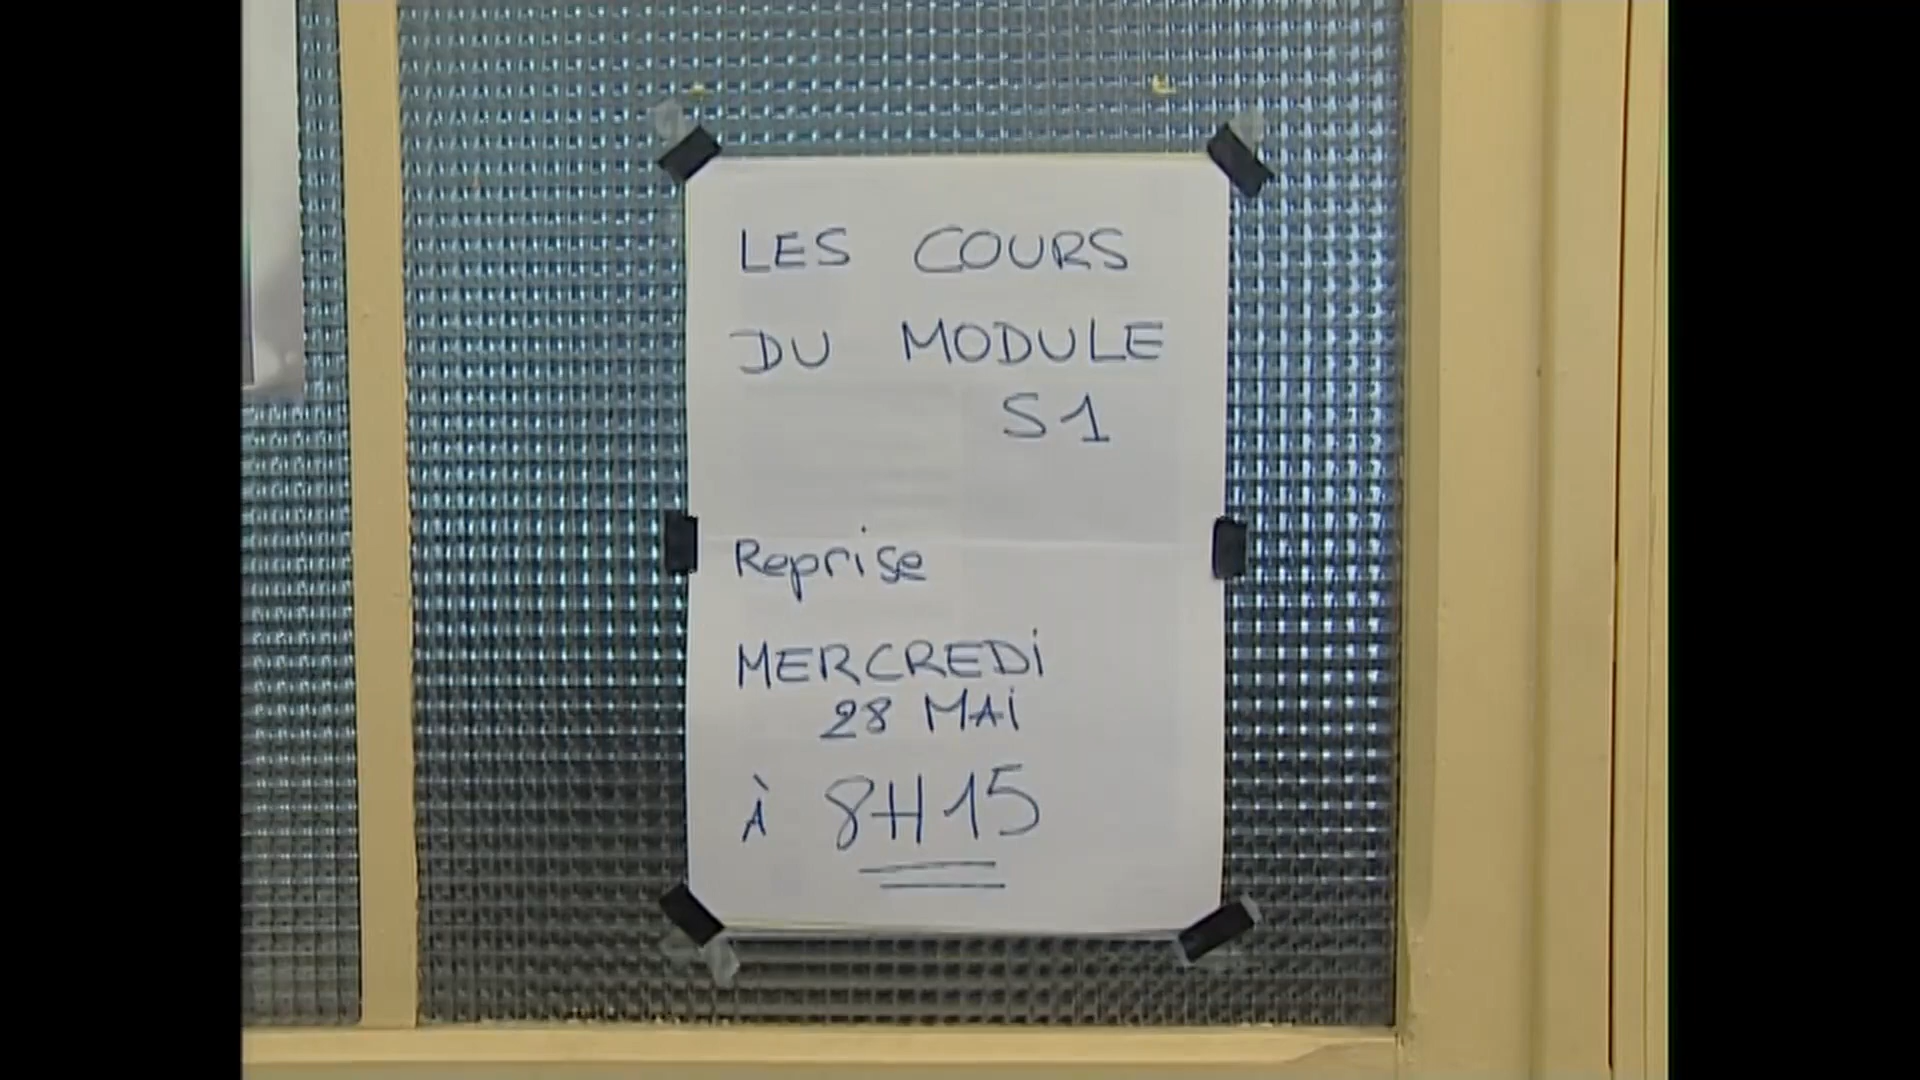 LES COURS
DU MODULE
S1
Reprise
MERCREDi
28 MAi
À 8H15